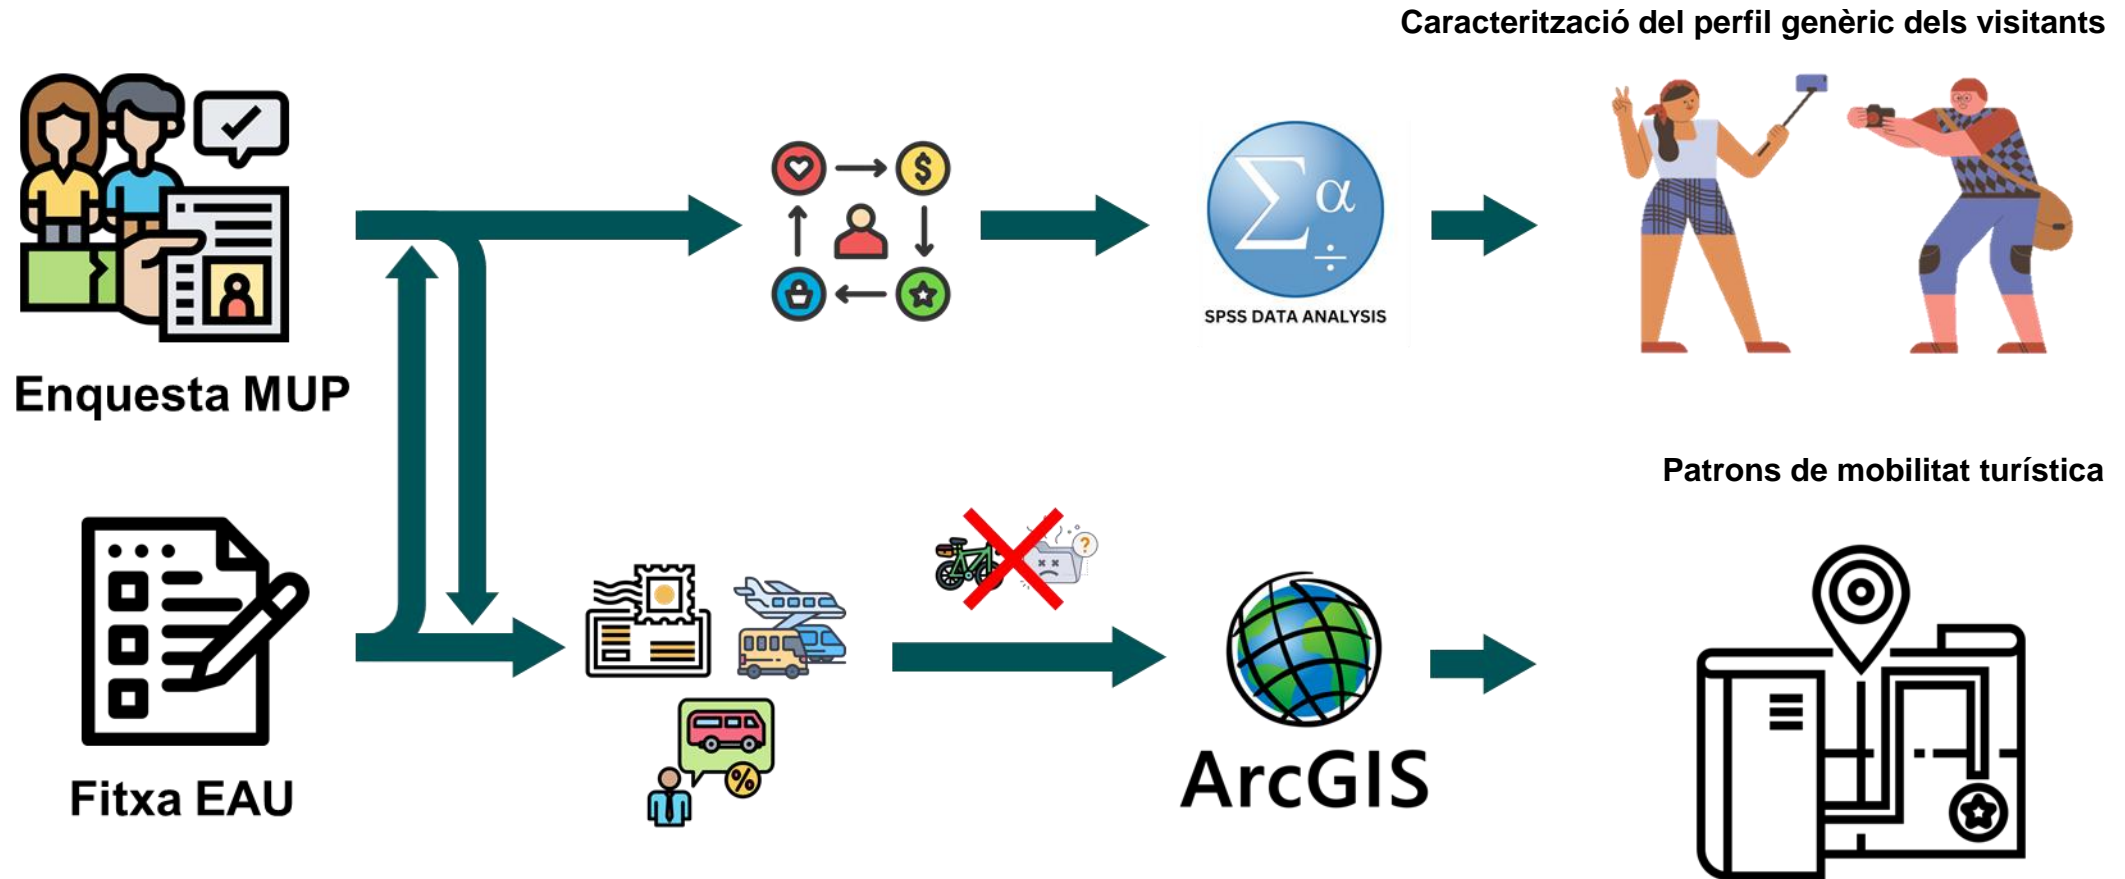 Caracterització del perfil genèric dels visitants
SPSS DATA ANALYSIS
Enquesta MUP
Patrons de mobilitat turística
ArcGIS
Fitxa EAU